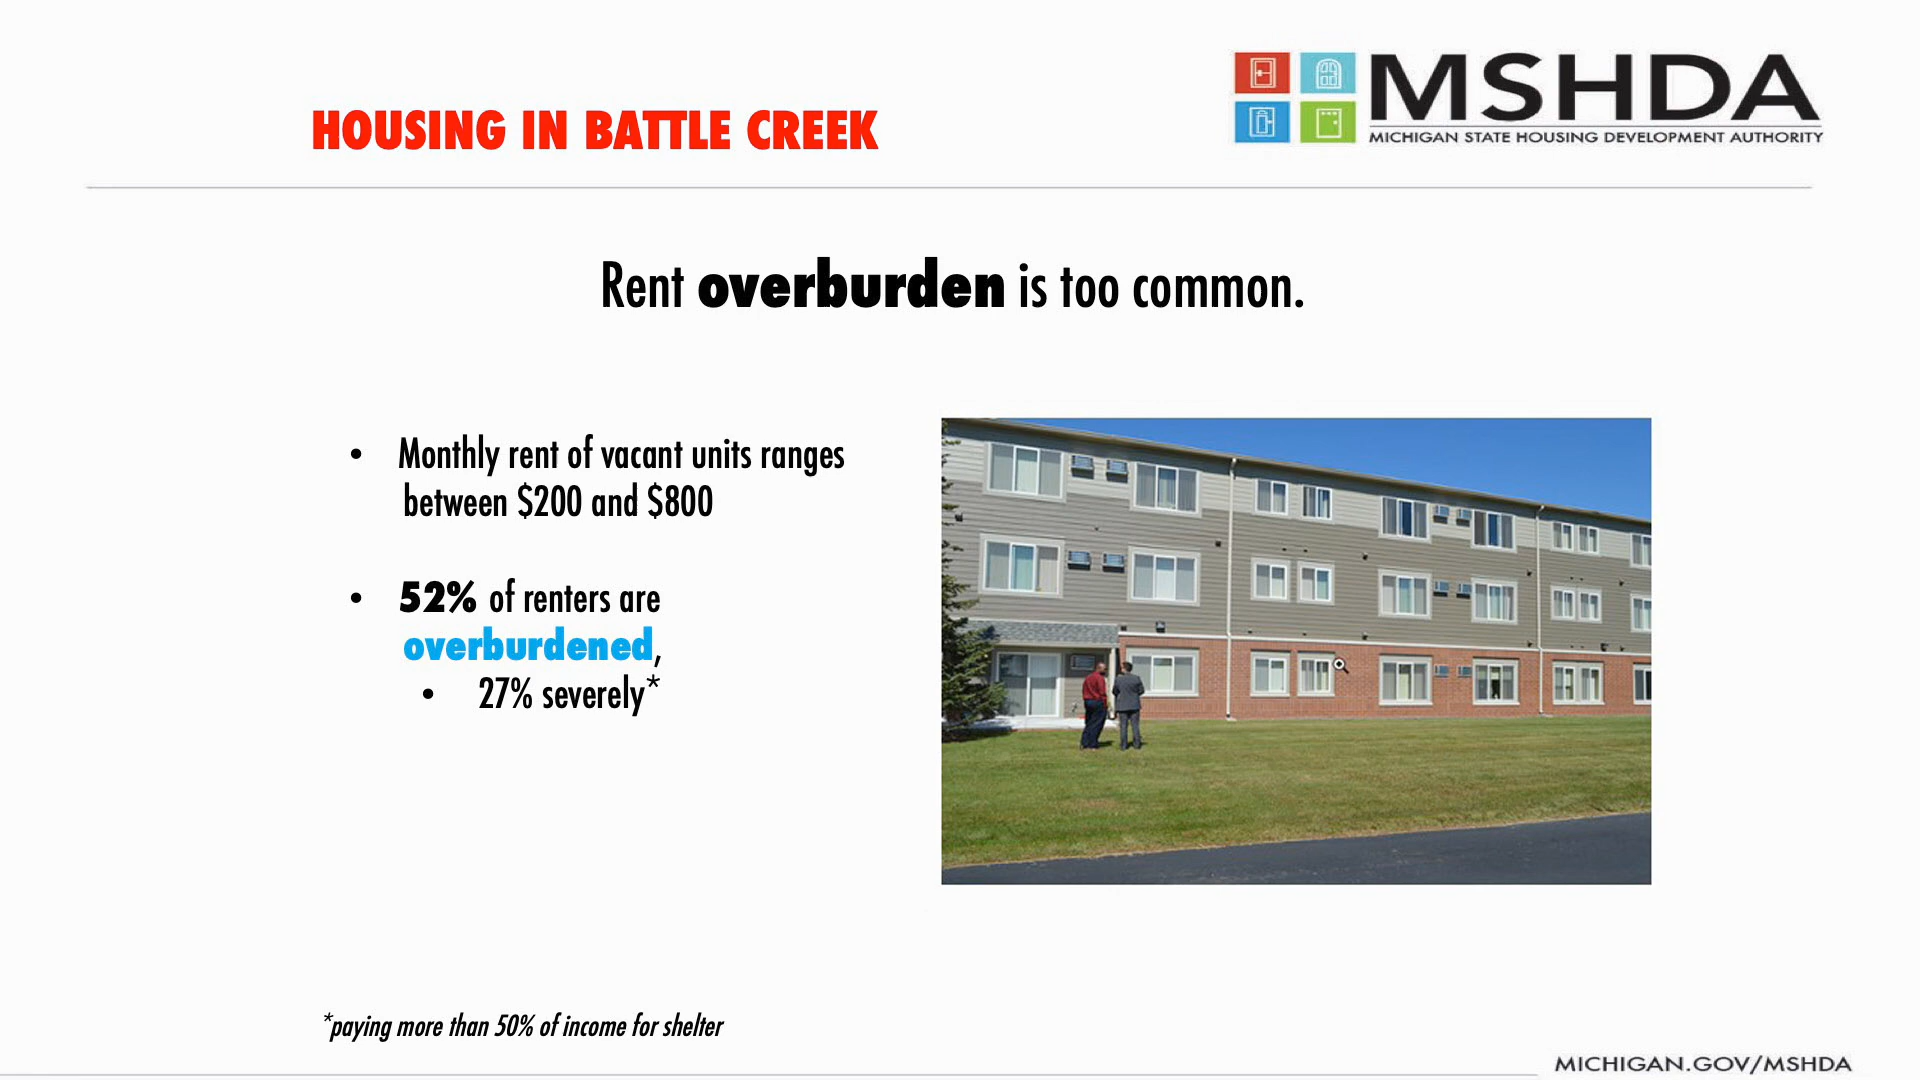 MSHDA
MICHIGAN STATE HOUSING DEVELOPMENT AUTHORITY
HOUSING IN BATTLE CREEK
Rent overburden is too common.
• Monthly rent of vacant units ranges
between $200 and $800
• 52% of renters are
overburdened,
• 27% severely*
*paying more than 50% of income for shelter
MICHIGAN.GOV/MSHDA